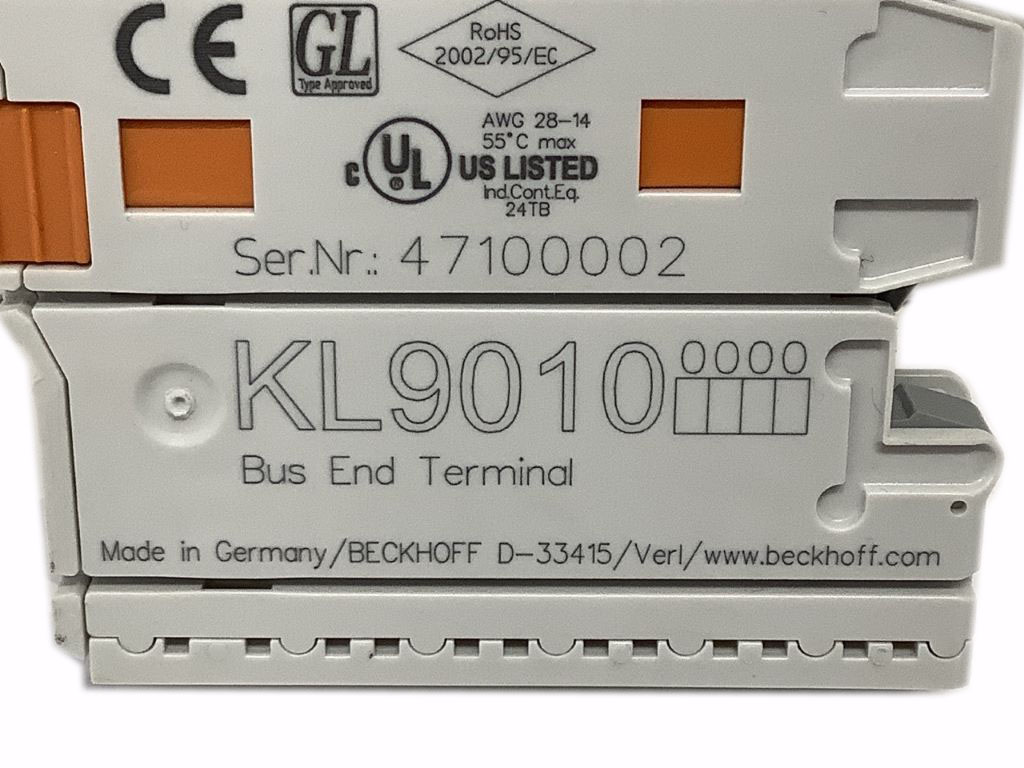 CE
GL
Type Approved
RoHS
2002/95/EC
C UL ® US LISTED
AWG 28-14
55°C max
Ind.Cont.Eq.
24TB
Ser.Nr.: 47100002
KL9010 0000
Bus End Terminal
Made in Germany/BECKHOFF D-33415/Verl/www.beckhoff.com